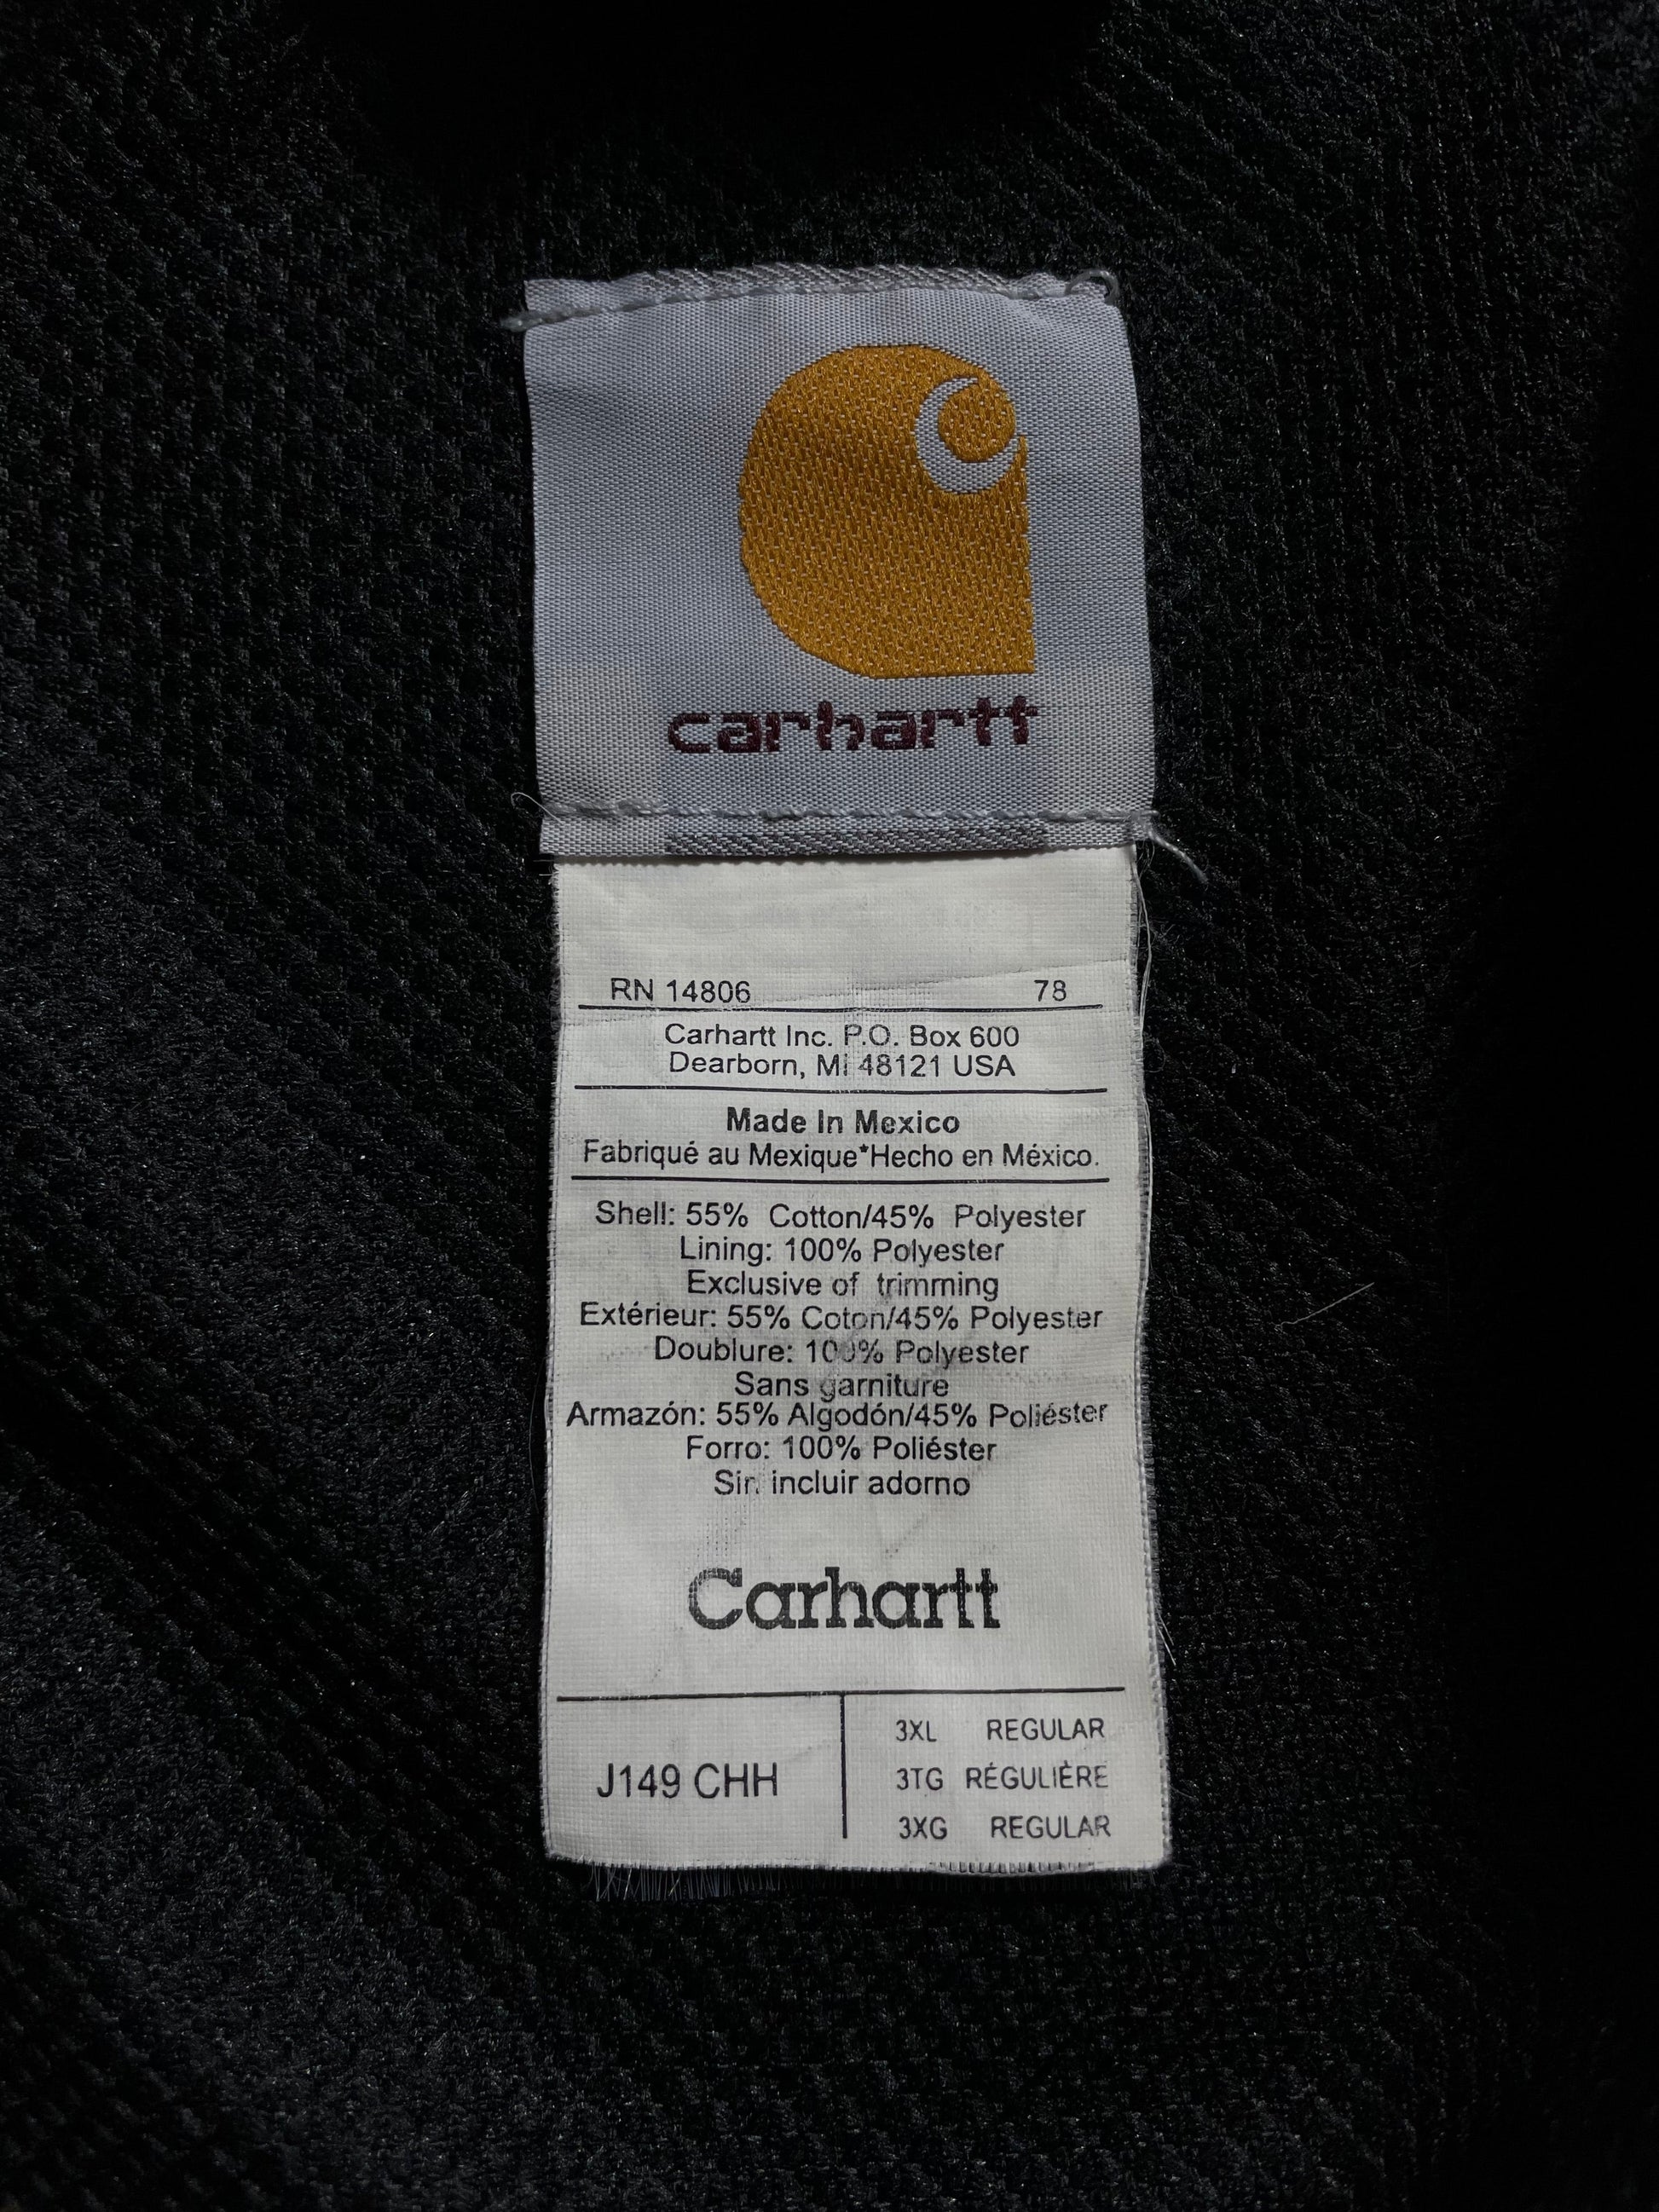 carhartt
RN 14806 78
Carhartt Inc. P.O. Box 600
Dearborn, Mi 48121 USA
Made In Mexico
Fabriqué au Mexique*Hecho en México.
Shell: 55% Cotton/45% Polyester
Lining: 100% Polyester
Exclusive of trimming
Extérieur: 55% Coton/45% Polyester
Doublure: 100% Polyester
Sans garniture
Armazón: 55% Algodón/45% Poliéster
Forro: 100% Poliéster
Sin incluir adorno
Carhartt
J149 CHH
3XL REGULAR
3TG RÉGULIÈRE
3XG REGULAR